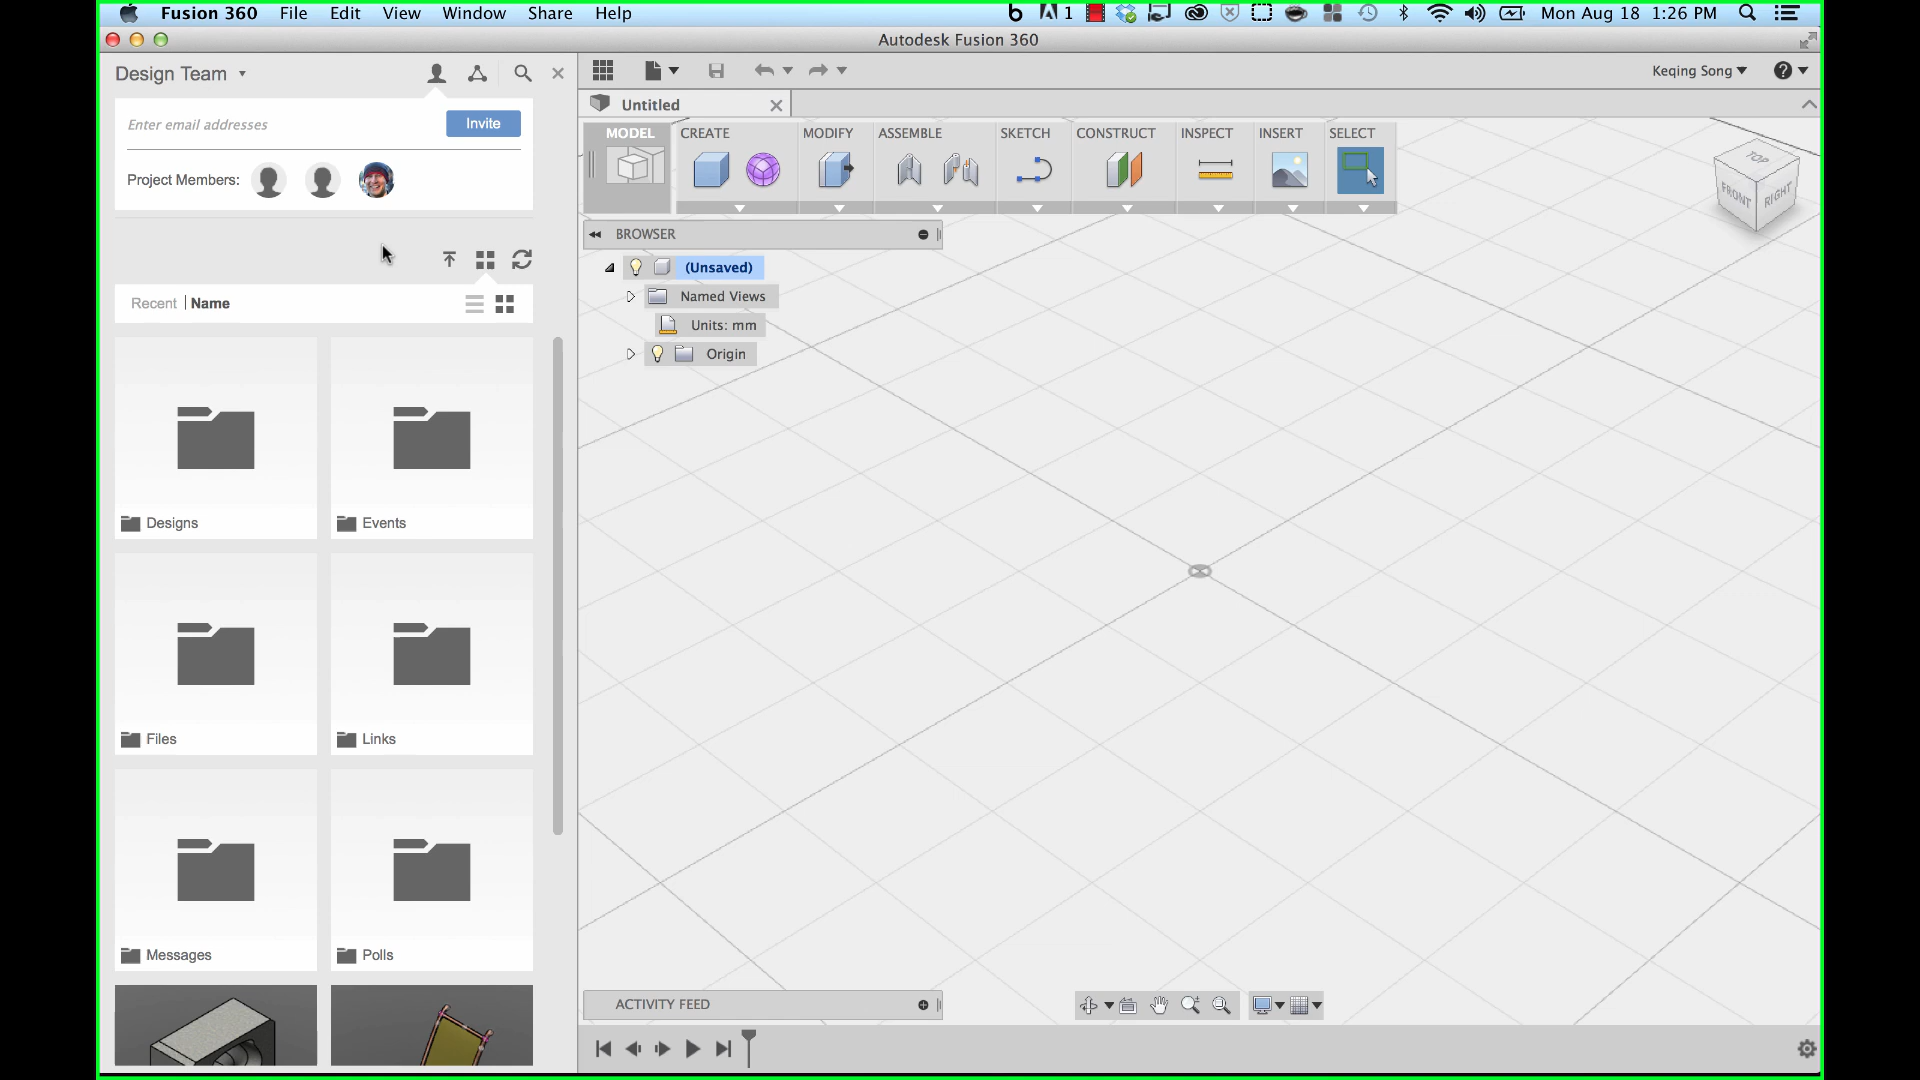 Fusion 360 File Edit View Window Share Help
1 Mon Aug 18 1:26 PM
Autodesk Fusion 360
Design Team
Keqing Song
Enter email addresses Invite
Project Members:
Untitled
MODEL CREATE MODIFY ASSEMBLE SKETCH CONSTRUCT INSPECT INSERT SELECT
TOP
FRONT RIGHT
BROWSER
(Unsaved)
Named Views
Units: mm
Origin
Recent | Name
Designs Events
Files Links
Messages Polls
ACTIVITY FEED